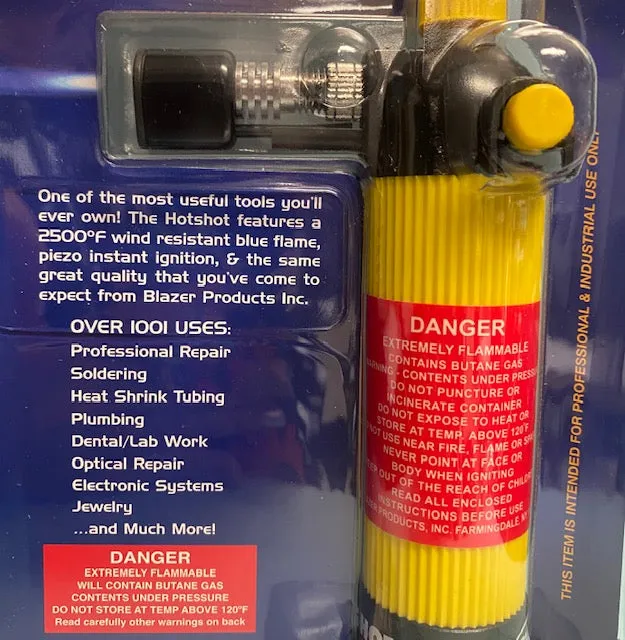 One of the most useful tools you'll
ever own! The Hotshot features a
2500°F wind resistant blue flame,
piezo instant ignition, & the same
great quality that you've come to
expect from Blazer Products Inc.
OVER 1001 USES:
Professional Repair
Soldering
Heat Shrink Tubing
Plumbing
Dental/Lab Work
Optical Repair
Electronic Systems
Jewelry
...and Much More!
DANGER
EXTREMELY FLAMMABLE
WILL CONTAIN BUTANE GAS
CONTENTS UNDER PRESSURE
DO NOT STORE AT TEMP ABOVE 120°F
Read carefully other warnings on back
DANGER
EXTREMELY FLAMMABLE
CONTAINS BUTANE GAS
- CONTENTS UNDER
DO NOT PUNCTURE OR
INCINERATE CONTAINER
DO NOT EXPOSE TO HEAT OR
STORE AT TEMP. ABOVE 120°F
USE NEAR FIRE, FLAME OR
NEVER POINT AT FACE OR
BODY WHEN IGNITING
OUT OF THE REACH OF
READ ALL ENCLOSED
INSTRUCTIONS BEFORE USE
PRODUCTS, INC. FARMINGDALE,
THIS ITEM IS INTENDED FOR PROFESSIONAL & INDUSTRIAL USE ONLY